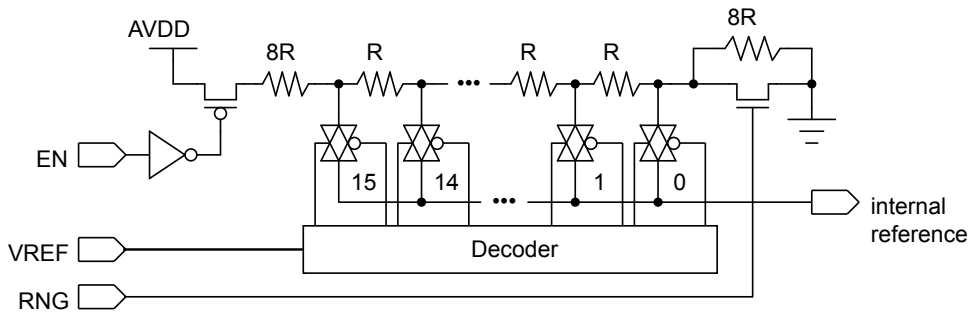 AVDD
8R
R
R
R
8R
EN
15
14
1
0
internal
reference
VREF
Decoder
RNG